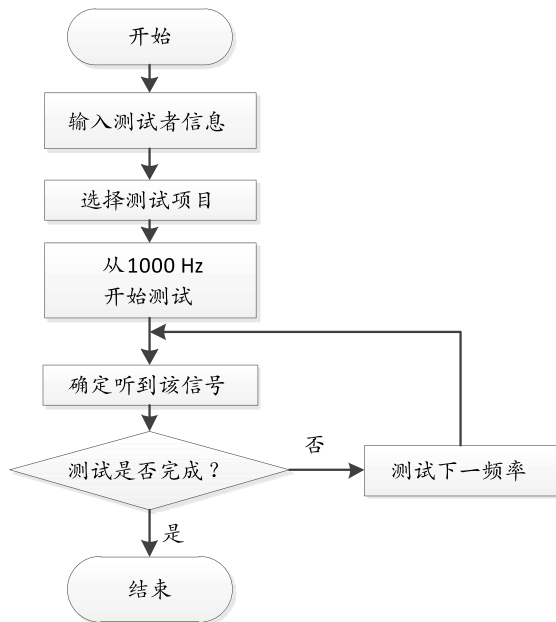 开始
输入测试者信息
选择测试项目
从1000 Hz
开始测试
确定听到该信号
测试是否完成？
否
测试下一频率
是
结束